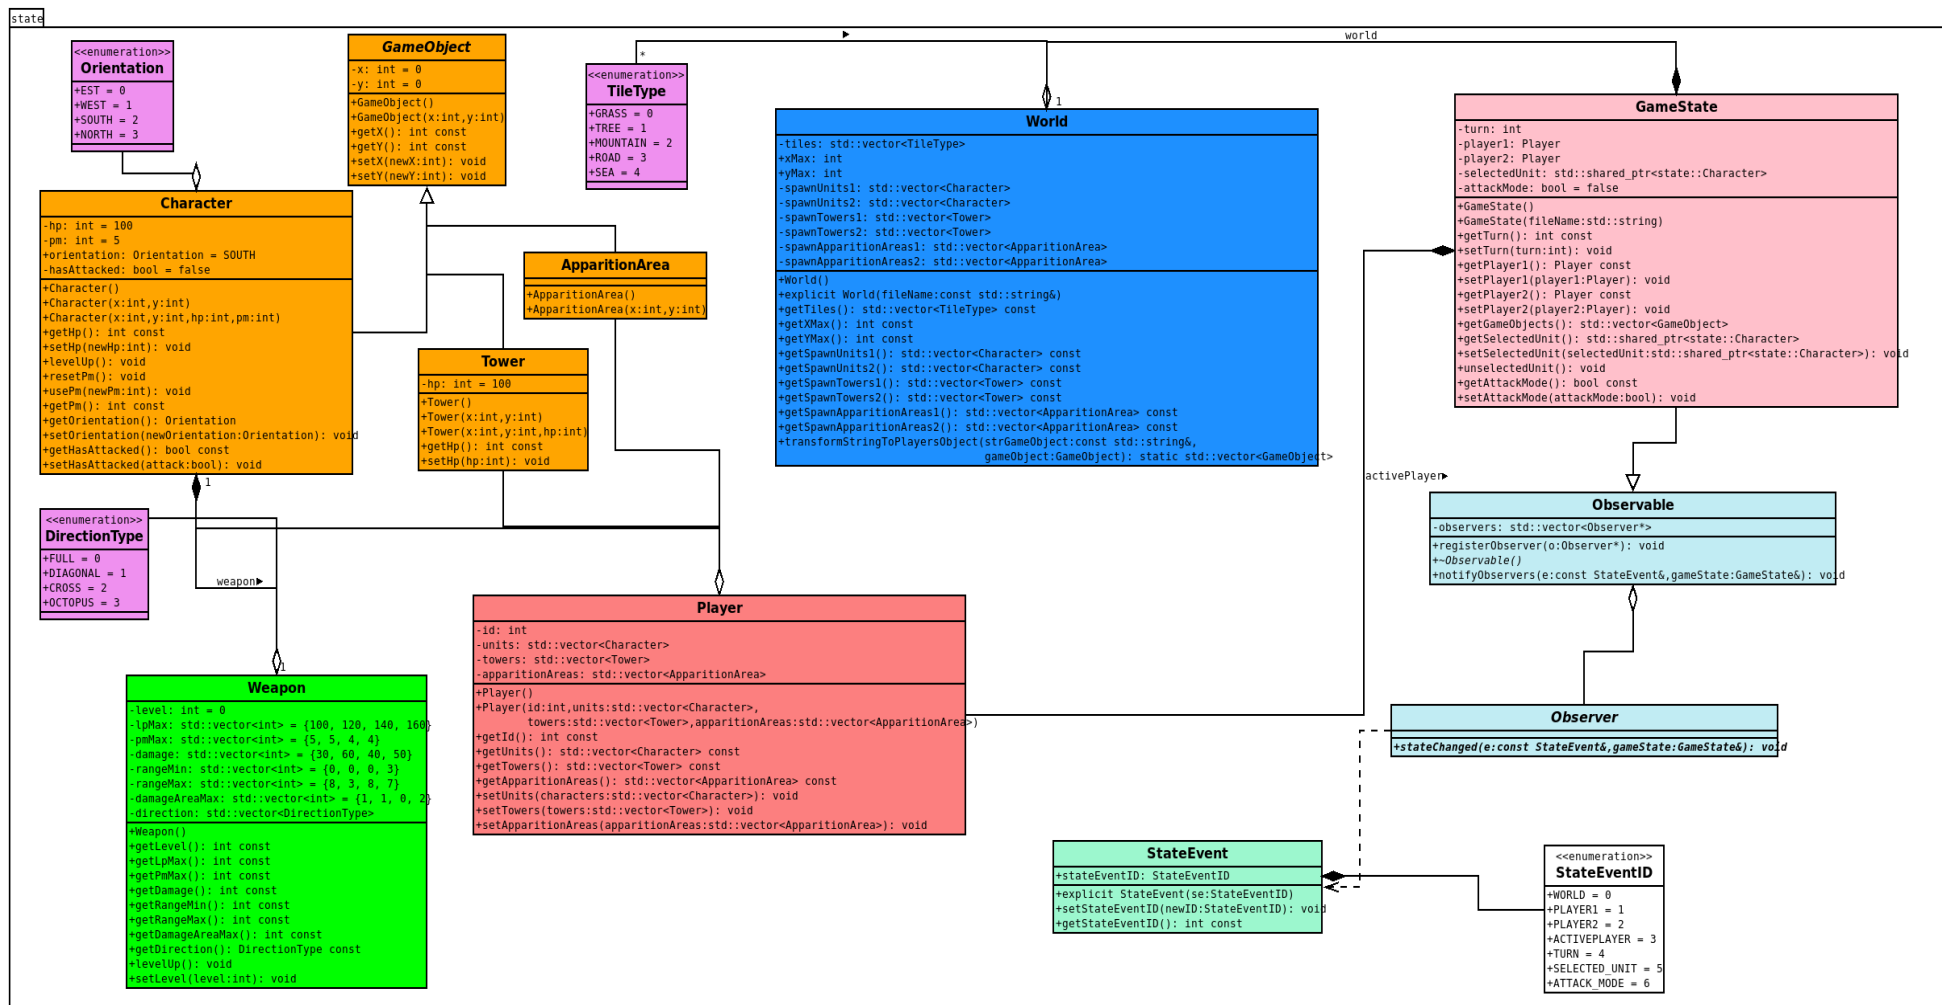 state
<<enumeration>>
Orientation
+EST = 0
+WEST = 1
+SOUTH = 2
+NORTH = 3
GameObject
-x: int = 0
-y: int = 0
+GameObject()
+GameObject(x:int,y:int)
+getX(): int const
+getY(): int const
+setX(newX:int): void
+setY(newY:int): void
*
<<enumeration>>
TileType
+GRASS = 0
+TREE = 1
+MOUNTAIN = 2
+ROAD = 3
+SEA = 4
world
1
World
-tiles: std::vector<TileType>
+xMax: int
+yMax: int
-spawnUnits1: std::vector<Character>
-spawnUnits2: std::vector<Character>
-spawnTowers1: std::vector<Tower>
-spawnTowers2: std::vector<Tower>
-spawnApparitionAreas1: std::vector<ApparitionArea>
-spawnApparitionAreas2: std::vector<ApparitionArea>
+World()
+explicit World(fileName:const std::string&)
+getTiles(): std::vector<TileType> const
+getXMax(): int const
+getYMax(): int const
+getSpawnUnits1(): std::vector<Character> const
+getSpawnUnits2(): std::vector<Character> const
+getSpawnTowers1(): std::vector<Tower> const
+getSpawnTowers2(): std::vector<Tower> const
+getSpawnApparitionAreas1(): std::vector<ApparitionArea> const
+getSpawnApparitionAreas2(): std::vector<ApparitionArea> const
+transformStringToPlayersObject(strGameObject:const std::string&,
gameObject:GameObject): static std::vector<GameObject>
GameState
-turn: int
-player1: Player
-player2: Player
-selectedUnit: std::shared_ptr<state::Character>
-attackMode: bool = false
+GameState()
+GameState(fileName:std::string)
+getTurn(): int const
+setTurn(turn:int): void
+getPlayer1(): Player const
+setPlayer1(player1:Player): void
+getPlayer2(): Player const
+setPlayer2(player2:Player): void
+getGameObjects(): std::vector<GameObject>
+getSelectedUnit(): std::shared_ptr<state::Character>
+setSelectedUnit(selectedUnit:std::shared_ptr<state::Character>): void
+unselectedUnit(): void
+getAttackMode(): bool const
+setAttackMode(attackMode:bool): void
Character
-hp: int = 100
-pm: int = 5
+orientation: Orientation = SOUTH
-hasAttacked: bool = false
+Character()
+Character(x:int,y:int)
+Character(x:int,y:int,hp:int,pm:int)
+getHp(): int const
+setHp(newHp:int): void
+levelUp(): void
+resetPm(): void
+usePm(newPm:int): void
+getPm(): int const
+getOrientation(): Orientation
+setOrientation(newOrientation:Orientation): void
+getHasAttacked(): bool const
+setHasAttacked(attack:bool): void
1
ApparitionArea
+ApparitionArea()
+ApparitionArea(x:int,y:int)
Tower
-hp: int = 100
+Tower()
+Tower(x:int,y:int)
+Tower(x:int,y:int,hp:int)
+getHp(): int const
+setHp(hp:int): void
activePlayer
Observable
-observers: std::vector<Observer*>
+registerObserver(o:Observer*): void
+~Observable()
+notifyObservers(e:const StateEvent&,gameState:GameState&): void
<<enumeration>>
DirectionType
+FULL = 0
+DIAGONAL = 1
+CROSS = 2
+OCTOPUS = 3
weapon
1
Weapon
-level: int = 0
-lpMax: std::vector<int> = {100, 120, 140, 160}
-pmMax: std::vector<int> = {5, 5, 4, 4}
-damage: std::vector<int> = {30, 60, 40, 50}
-rangeMin: std::vector<int> = {0, 0, 0, 3}
-rangeMax: std::vector<int> = {8, 3, 8, 7}
-damageAreaMax: std::vector<int> = {1, 1, 0, 2}
-direction: std::vector<DirectionType>
+Weapon()
+getLevel(): int const
+getLpMax(): int const
+getPmMax(): int const
+getDamage(): int const
+getRangeMin(): int const
+getRangeMax(): int const
+getDamageAreaMax(): int const
+getDirection(): DirectionType const
+levelUp(): void
+setLevel(level:int): void
Player
-id: int
-units: std::vector<Character>
-towers: std::vector<Tower>
-apparitionAreas: std::vector<ApparitionArea>
+Player()
+Player(id:int,units:std::vector<Character>,
towers:std::vector<Tower>,apparitionAreas:std::vector<ApparitionArea>)
+getId(): int const
+getUnits(): std::vector<Character> const
+getTowers(): std::vector<Tower> const
+getApparitionAreas(): std::vector<ApparitionArea> const
+setUnits(characters:std::vector<Character>): void
+setTowers(towers:std::vector<Tower>): void
+setApparitionAreas(apparitionAreas:std::vector<ApparitionArea>): void
Observer
+stateChanged(e:const StateEvent&,gameState:GameState&): void
StateEvent
+stateEventID: StateEventID
+explicit StateEvent(se:StateEventID)
+setStateEventID(newID:StateEventID): void
+getStateEventID(): int const
<<enumeration>>
StateEventID
+WORLD = 0
+PLAYER1 = 1
+PLAYER2 = 2
+ACTIVEPLAYER = 3
+TURN = 4
+SELECTED_UNIT = 5
+ATTACK_MODE = 6